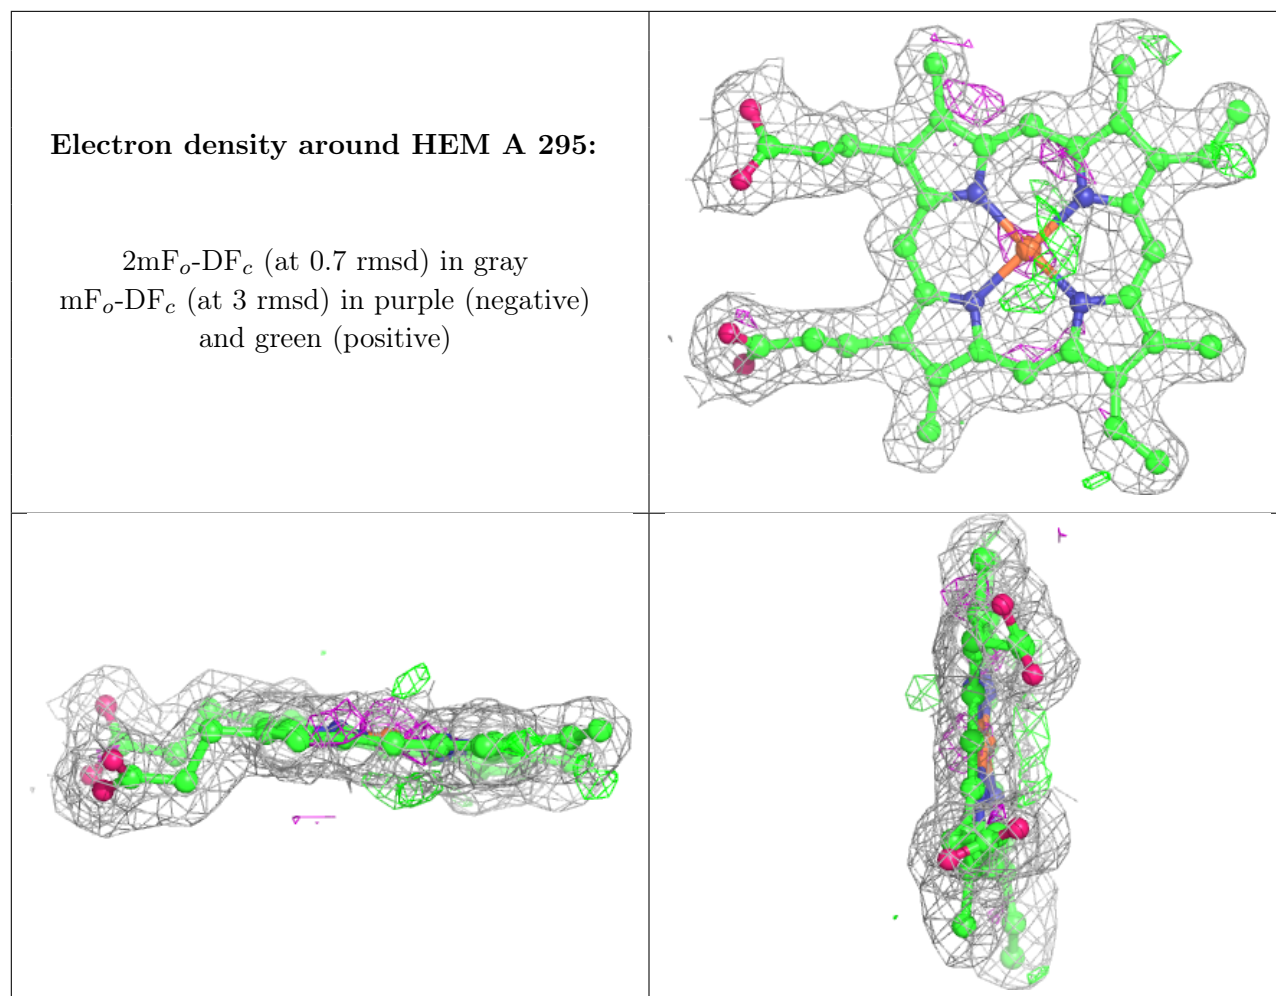 Electron density around HEM A 295:
2mFₒ-DF𝒸 (at 0.7 rmsd) in gray
mFₒ-DF𝒸 (at 3 rmsd) in purple (negative)
and green (positive)